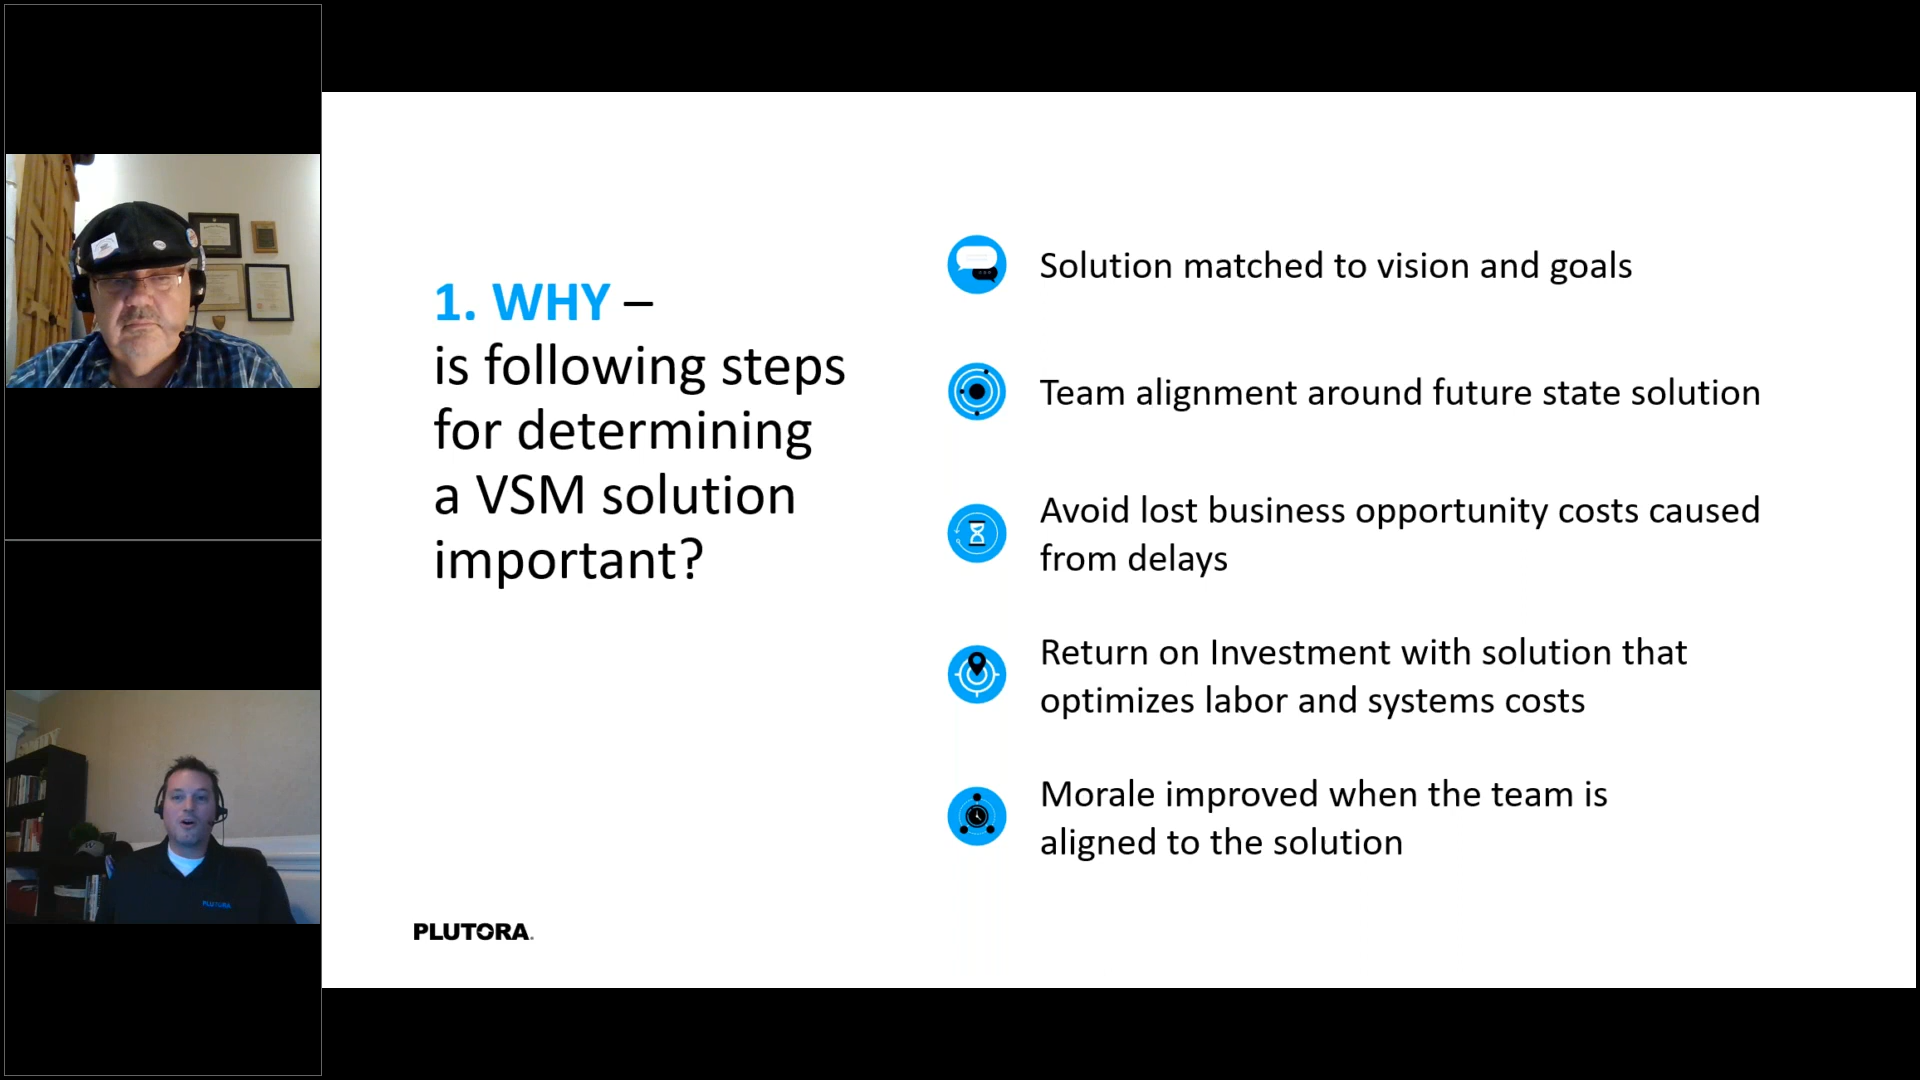 1. WHY –
is following steps
for determining
a VSM solution
important?
Solution matched to vision and goals
Team alignment around future state solution
Avoid lost business opportunity costs caused
from delays
Return on Investment with solution that
optimizes labor and systems costs
Morale improved when the team is
aligned to the solution
PLUTORA
PLUTORA